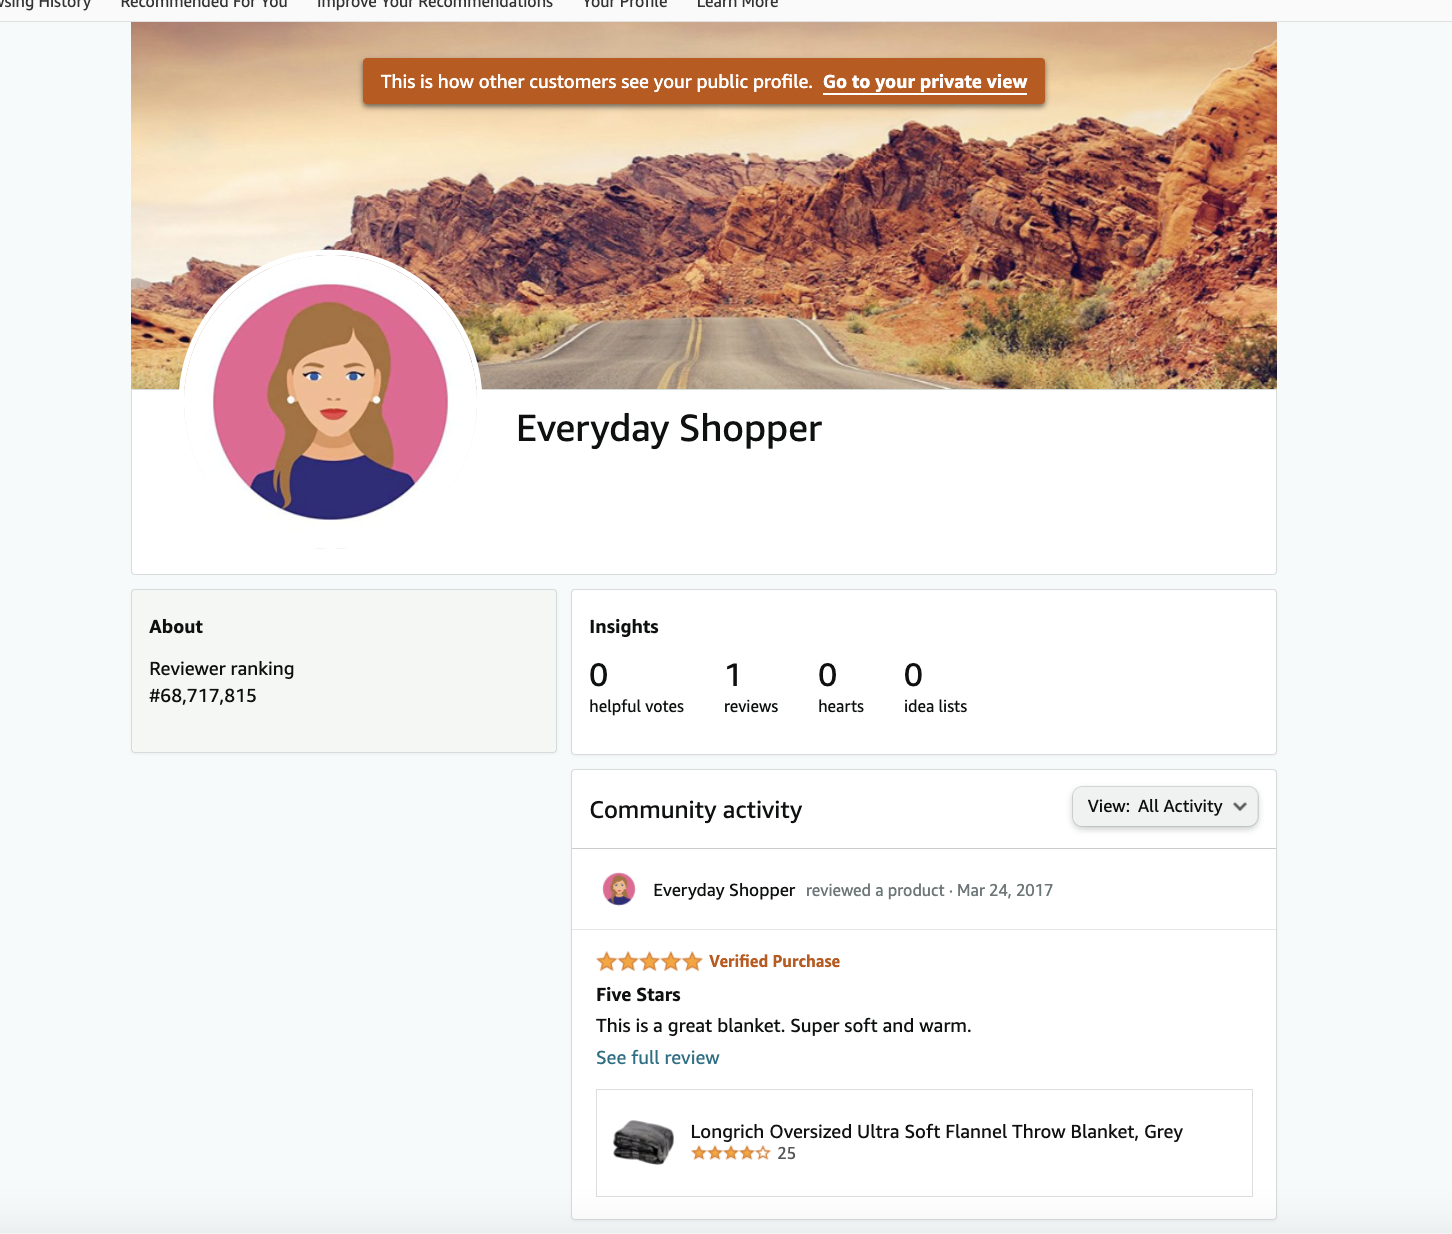 wsing History Recommended For You Improve Your Recommendations Your Profile Learn More
This is how other customers see your public profile. Go to your private view
Everyday Shopper
About
Reviewer ranking
#68,717,815
Insights
0 1 0 0
helpful votes reviews hearts idea lists
Community activity
View: All Activity
Everyday Shopper reviewed a product · Mar 24, 2017
Verified Purchase
Five Stars
This is a great blanket. Super soft and warm.
See full review
Longrich Oversized Ultra Soft Flannel Throw Blanket, Grey
25